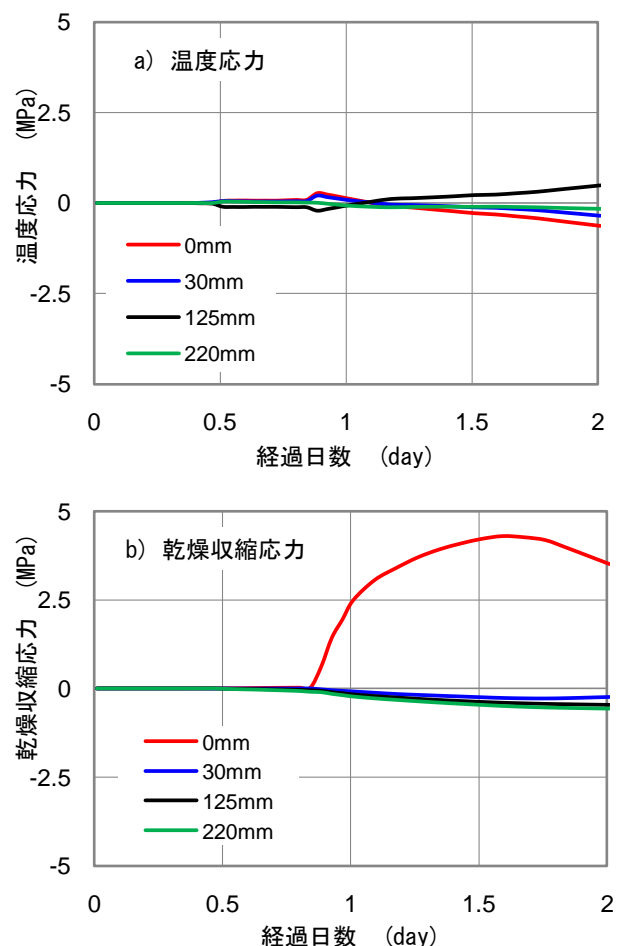 5
a) 温度応力
2.5
0
-2.5
-5
温度応力 (MPa)
0mm
30mm
125mm
220mm
0 0.5 1 1.5 2
経過日数 (day)
5
b) 乾燥収縮応力
2.5
0
-2.5
-5
乾燥収縮応力 (MPa)
0mm
30mm
125mm
220mm
0 0.5 1 1.5 2
経過日数 (day)